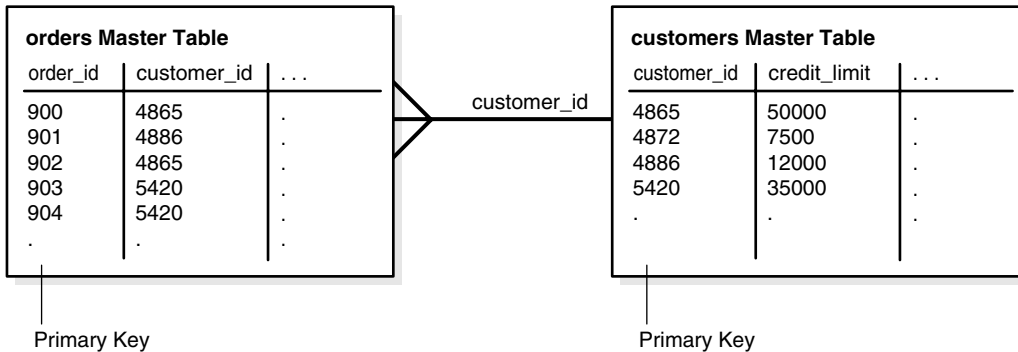 orders Master Table
order_id customer_id . . .
900 4865 .
901 4886 .
902 4865 .
903 5420 .
904 5420 .
. . .
Primary Key
customer_id
customers Master Table
customer_id credit_limit . . .
4865 50000 .
4872 7500 .
4886 12000 .
5420 35000 .
. . .
.
Primary Key